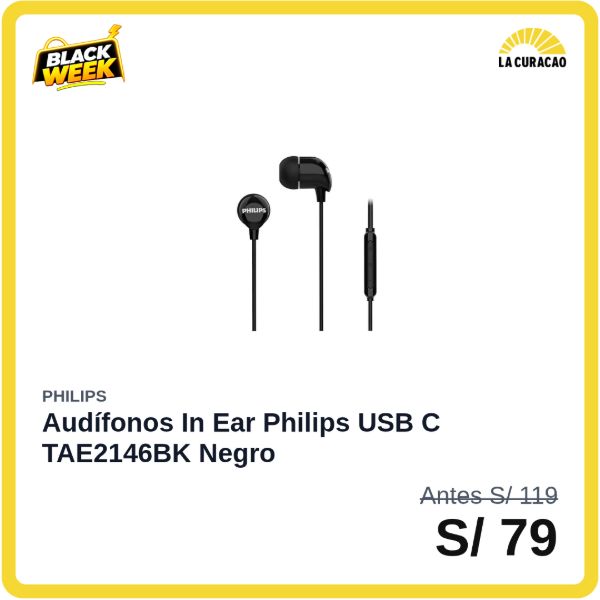 BLACK
WEEK
LA CURACAO
PHILIPS
PHILIPS
Audífonos In Ear Philips USB C
TAE2146BK Negro
Antes S/ 119
S/ 79